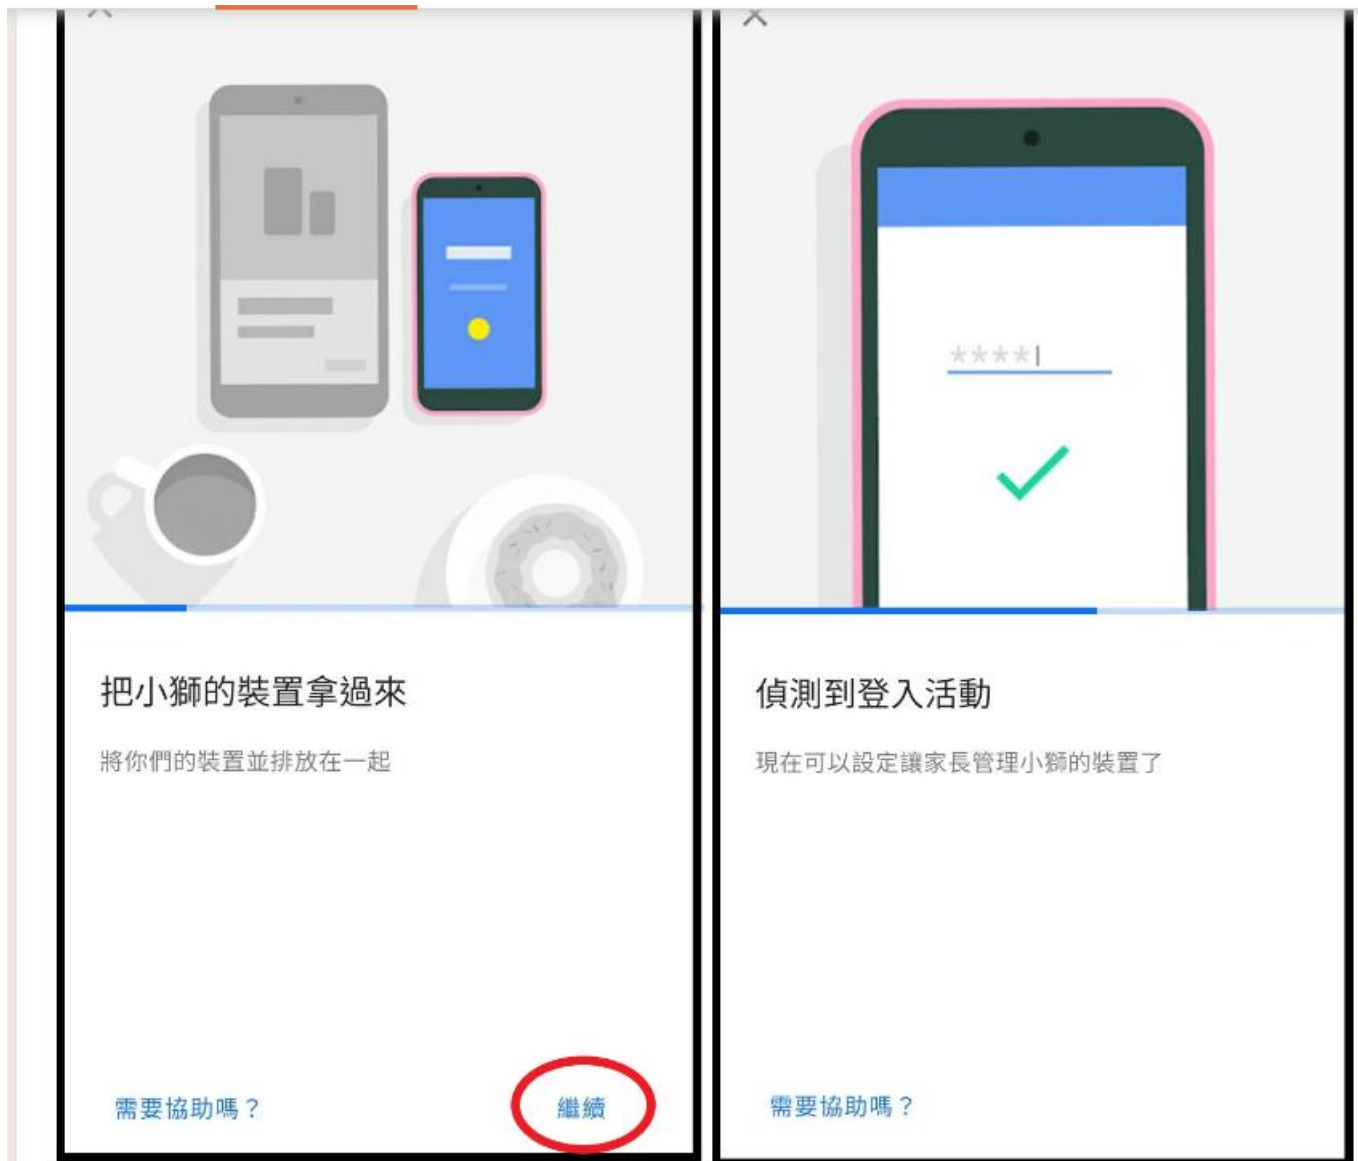 把小獅的裝置拿過來
將你們的裝置並排放在一起
需要協助嗎？
繼續
****
偵測到登入活動
現在可以設定讓家長管理小獅的裝置了
需要協助嗎？